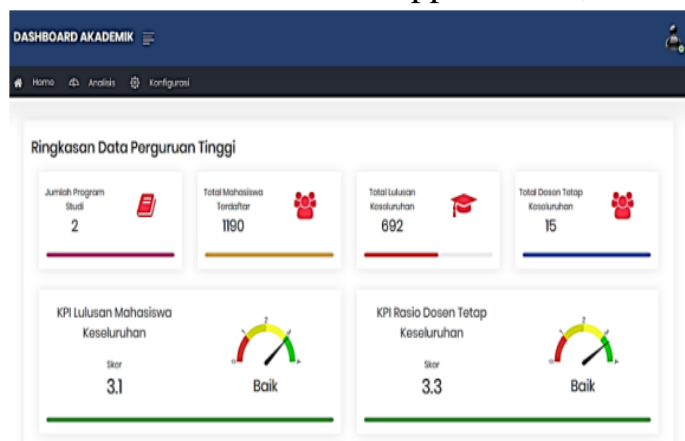 DASHBOARD AKADEMIK
Home Analisis Konfigurasi
Ringkasan Data Perguruan Tinggi
Jumlah Program
Studi
2
Total Mahasiswa
Terdaftar
1190
Total Lulusan
Keseluruhan
692
Total Dosen Tetap
Keseluruhan
15
KPI Lulusan Mahasiswa
Keseluruhan
Skor
3.1
Baik
KPI Rasio Dosen Tetap
Keseluruhan
Skor
3.3
Baik